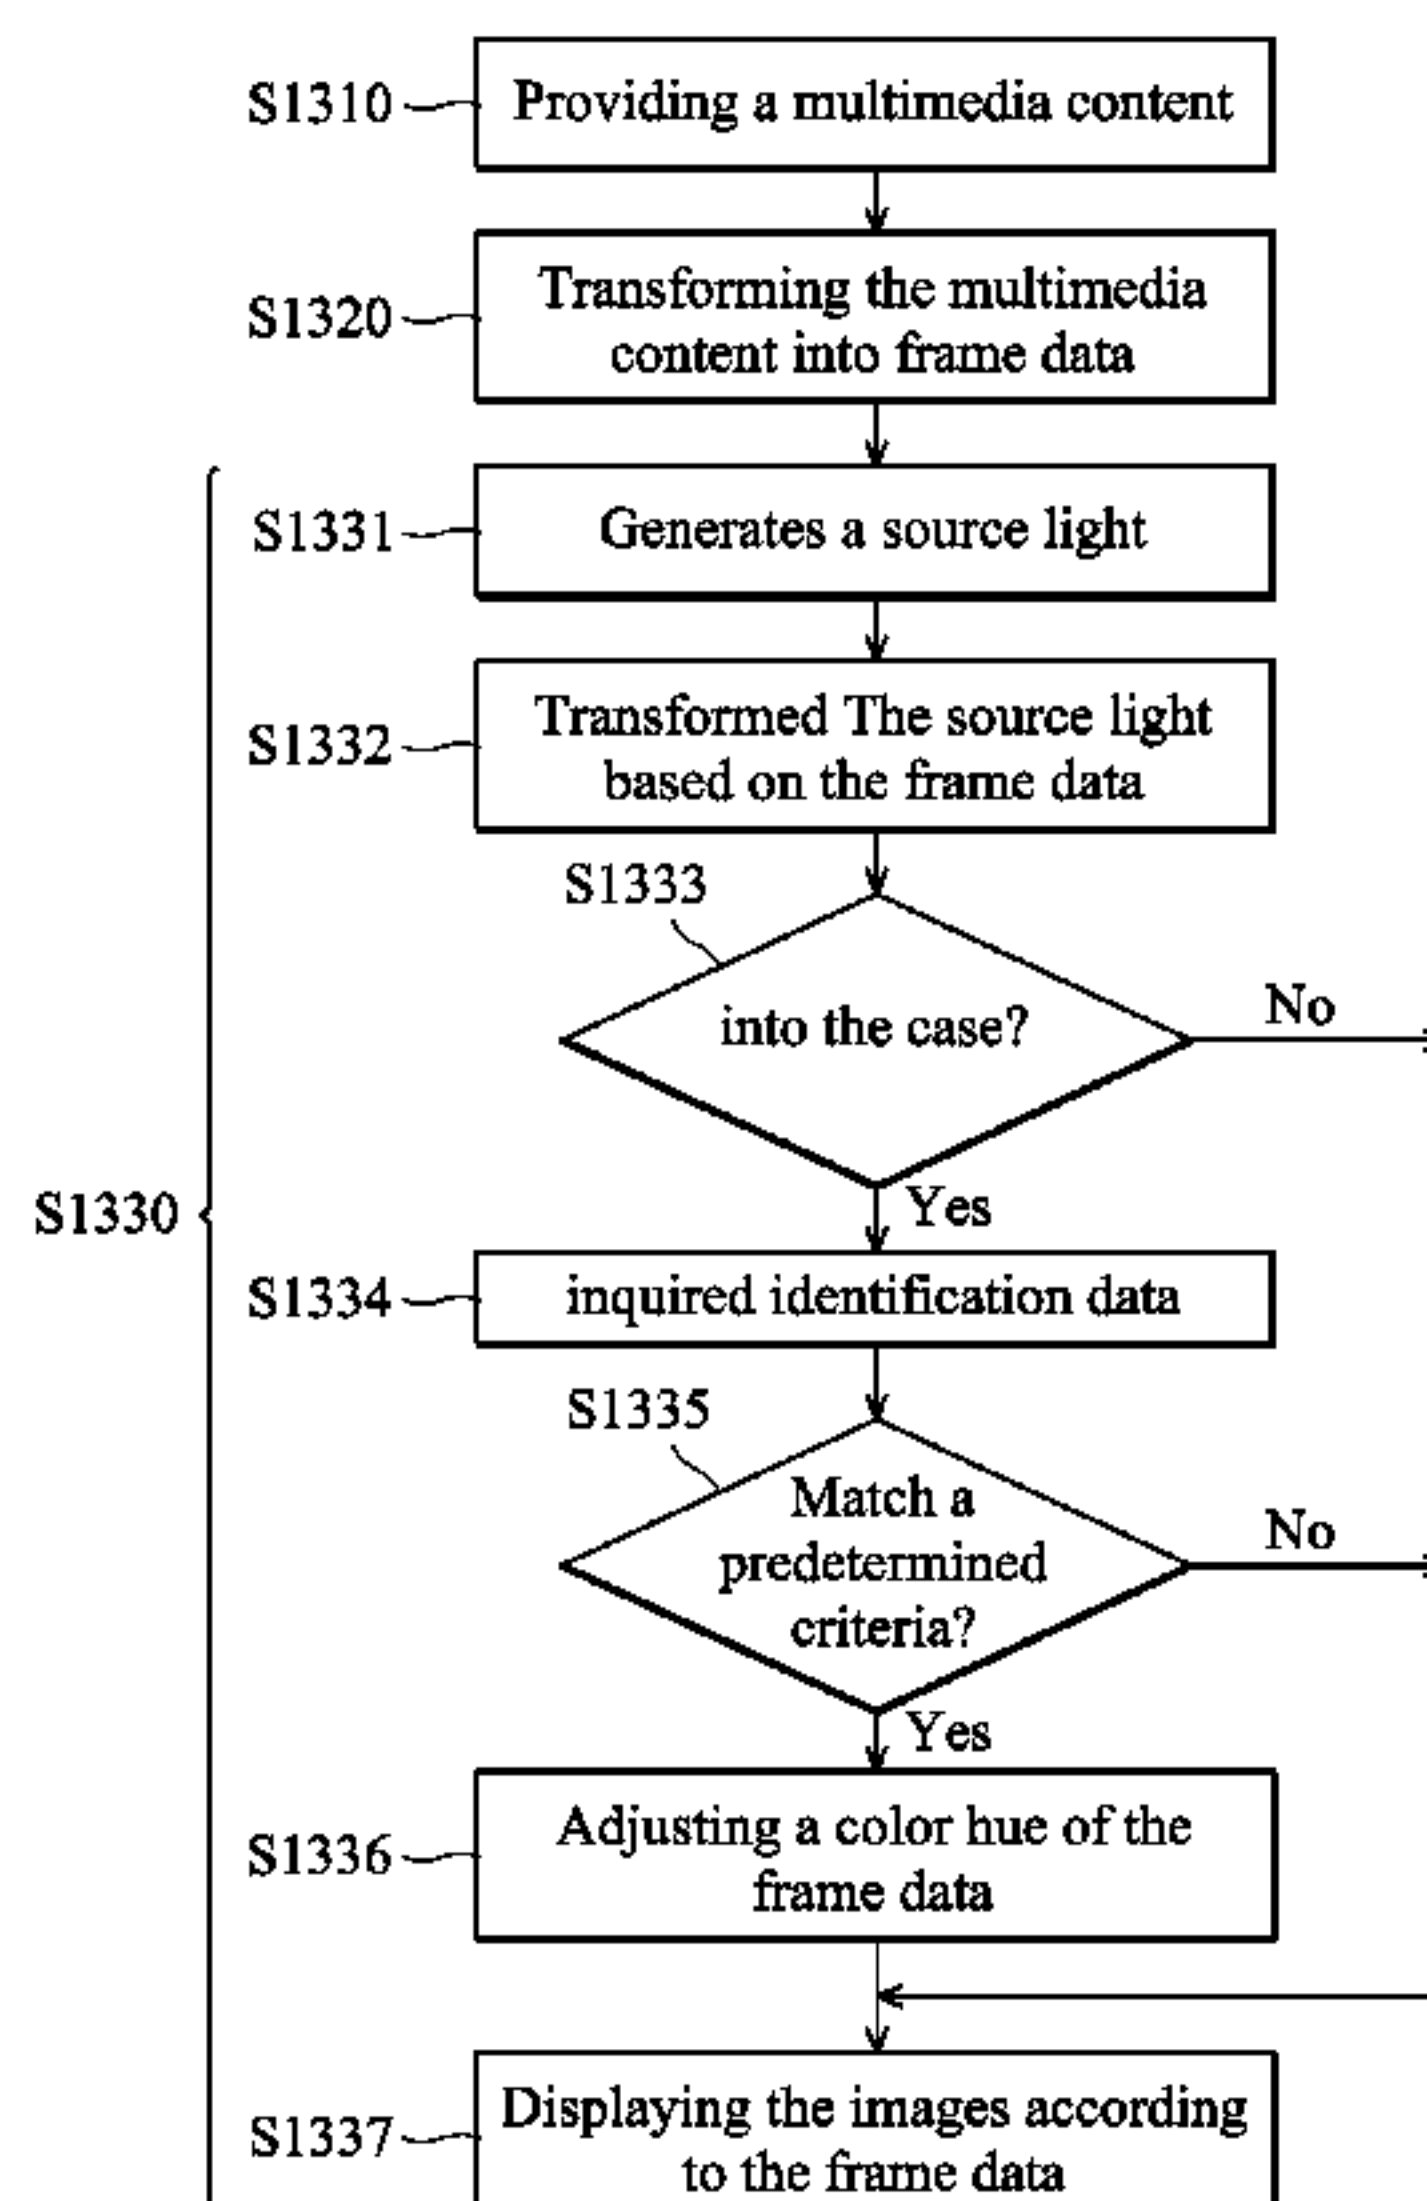 S1310
Providing a multimedia content
S1320
Transforming the multimedia
content into frame data
S1331
Generates a source light
S1332
Transformed The source light
based on the frame data
S1333
into the case?
No
Yes
S1330
S1334
inquired identification data
S1335
Match a
predetermined
criteria?
No
Yes
S1336
Adjusting a color hue of the
frame data
S1337
Displaying the images according
to the frame data